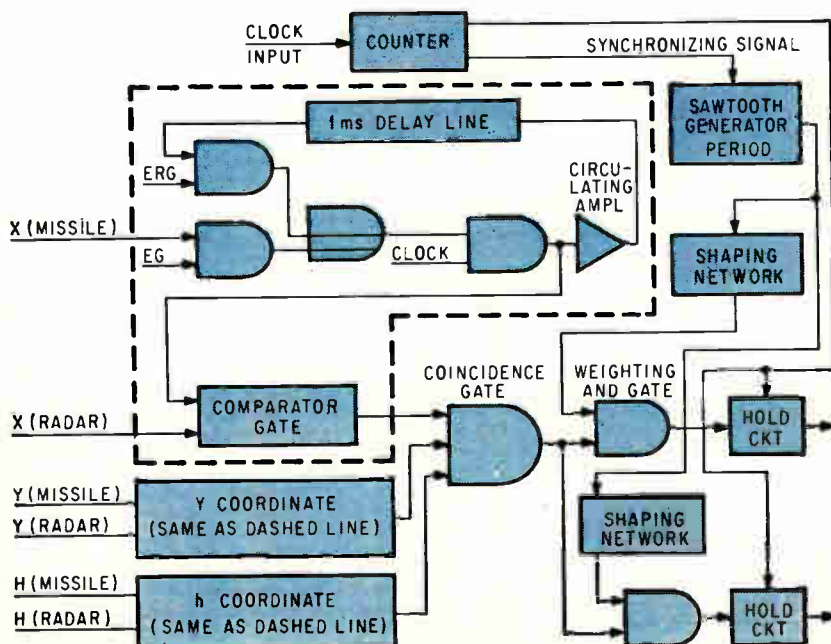 CLOCK
INPUT
COUNTER
SYNCHRONIZING SIGNAL
SAWTOOTH
GENERATOR
PERIOD
1 ms DELAY LINE
ERG
CIRCU-
LATING
AMPL
X (MISSILE)
EG
CLOCK
SHAPING
NETWORK
COINCIDENCE
GATE
WEIGHTING
AND GATE
COMPARATOR
GATE
X (RADAR)
HOLD
CKT
Y (MISSILE)
Y (RADAR)
Y COORDINATE
(SAME AS DASHED LINE)
SHAPING
NETWORK
H (MISSILE)
H (RADAR)
h COORDINATE
(SAME AS DASHED LINE)
HOLD
CKT